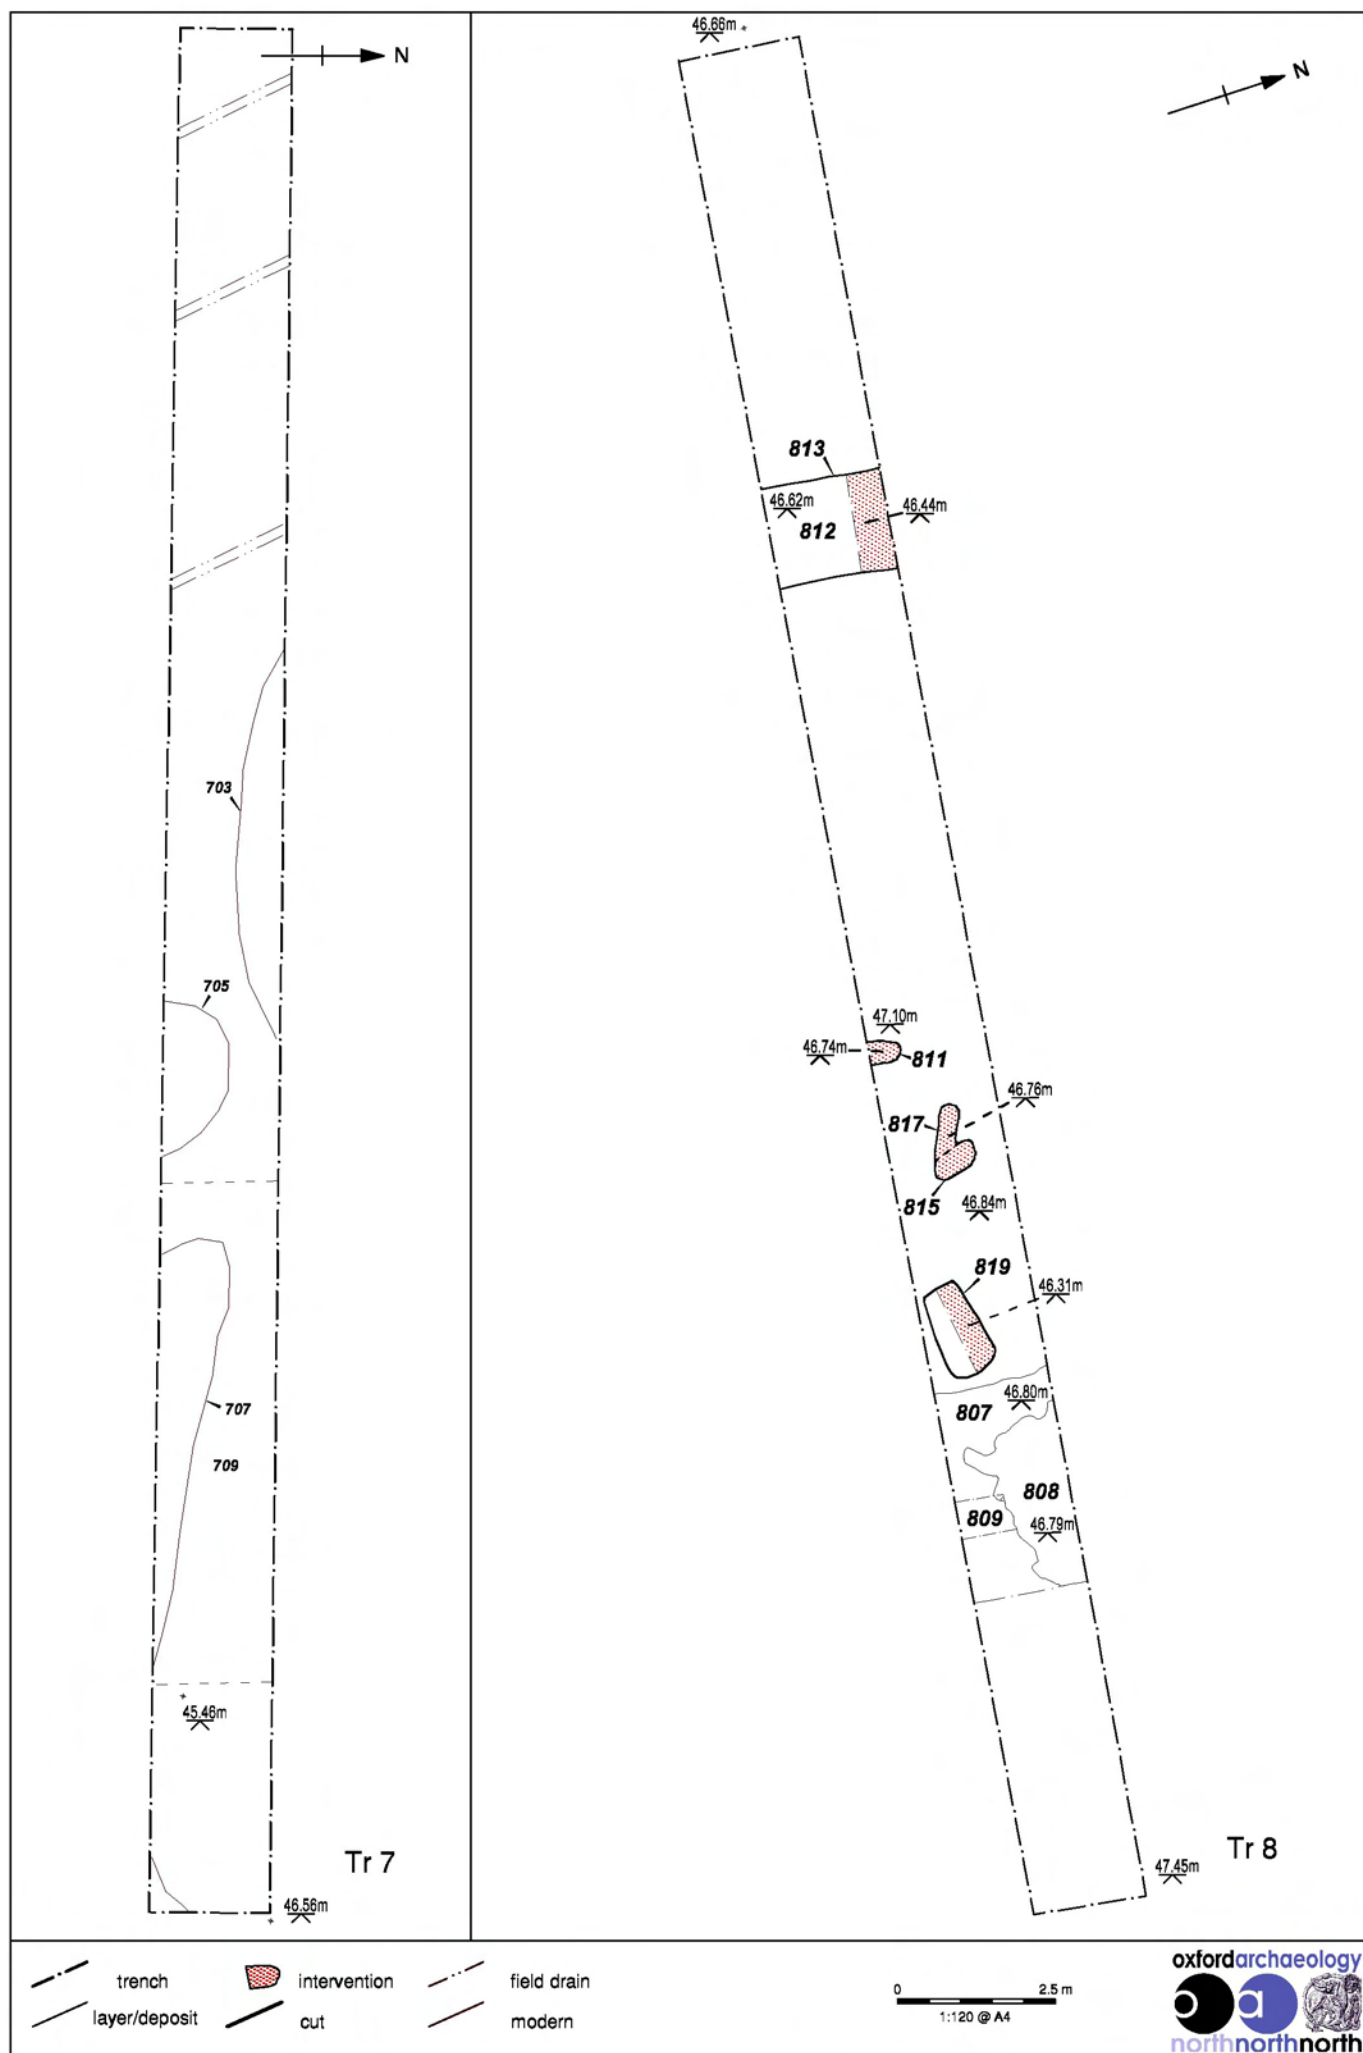 N
703
705
707
709
45.46m
46.56m
Tr 7
46.66m
N
813
46.62m
812
46.44m
47.10m
46.74m
811
46.76m
817
815
46.84m
819
46.31m
46.80m
807
808
809
46.79m
47.45m
Tr 8
trench
intervention
field drain
layer/deposit
cut
modern
0 2.5 m
1:120 @ A4
oxfordarchaeology
o a
northnorthnorth